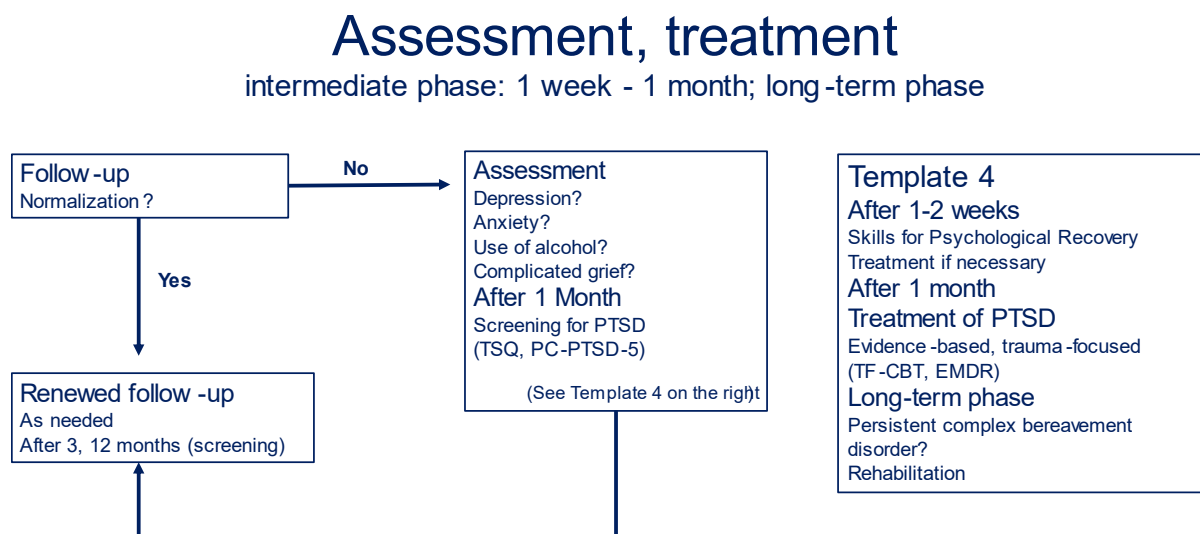 Assessment, treatment
intermediate phase: 1 week - 1 month; long-term phase
Follow-up
Normalization?
No
Yes
Renewed follow-up
As needed
After 3, 12 months (screening)
Assessment
Depression?
Anxiety?
Use of alcohol?
Complicated grief?
After 1 Month
Screening for PTSD
(TSQ, PC-PTSD-5)
(See Template 4 on the right)
Template 4
After 1-2 weeks
Skills for Psychological Recovery
Treatment if necessary
After 1 month
Treatment of PTSD
Evidence-based, trauma-focused
(TF-CBT, EMDR)
Long-term phase
Persistent complex bereavement
disorder?
Rehabilitation